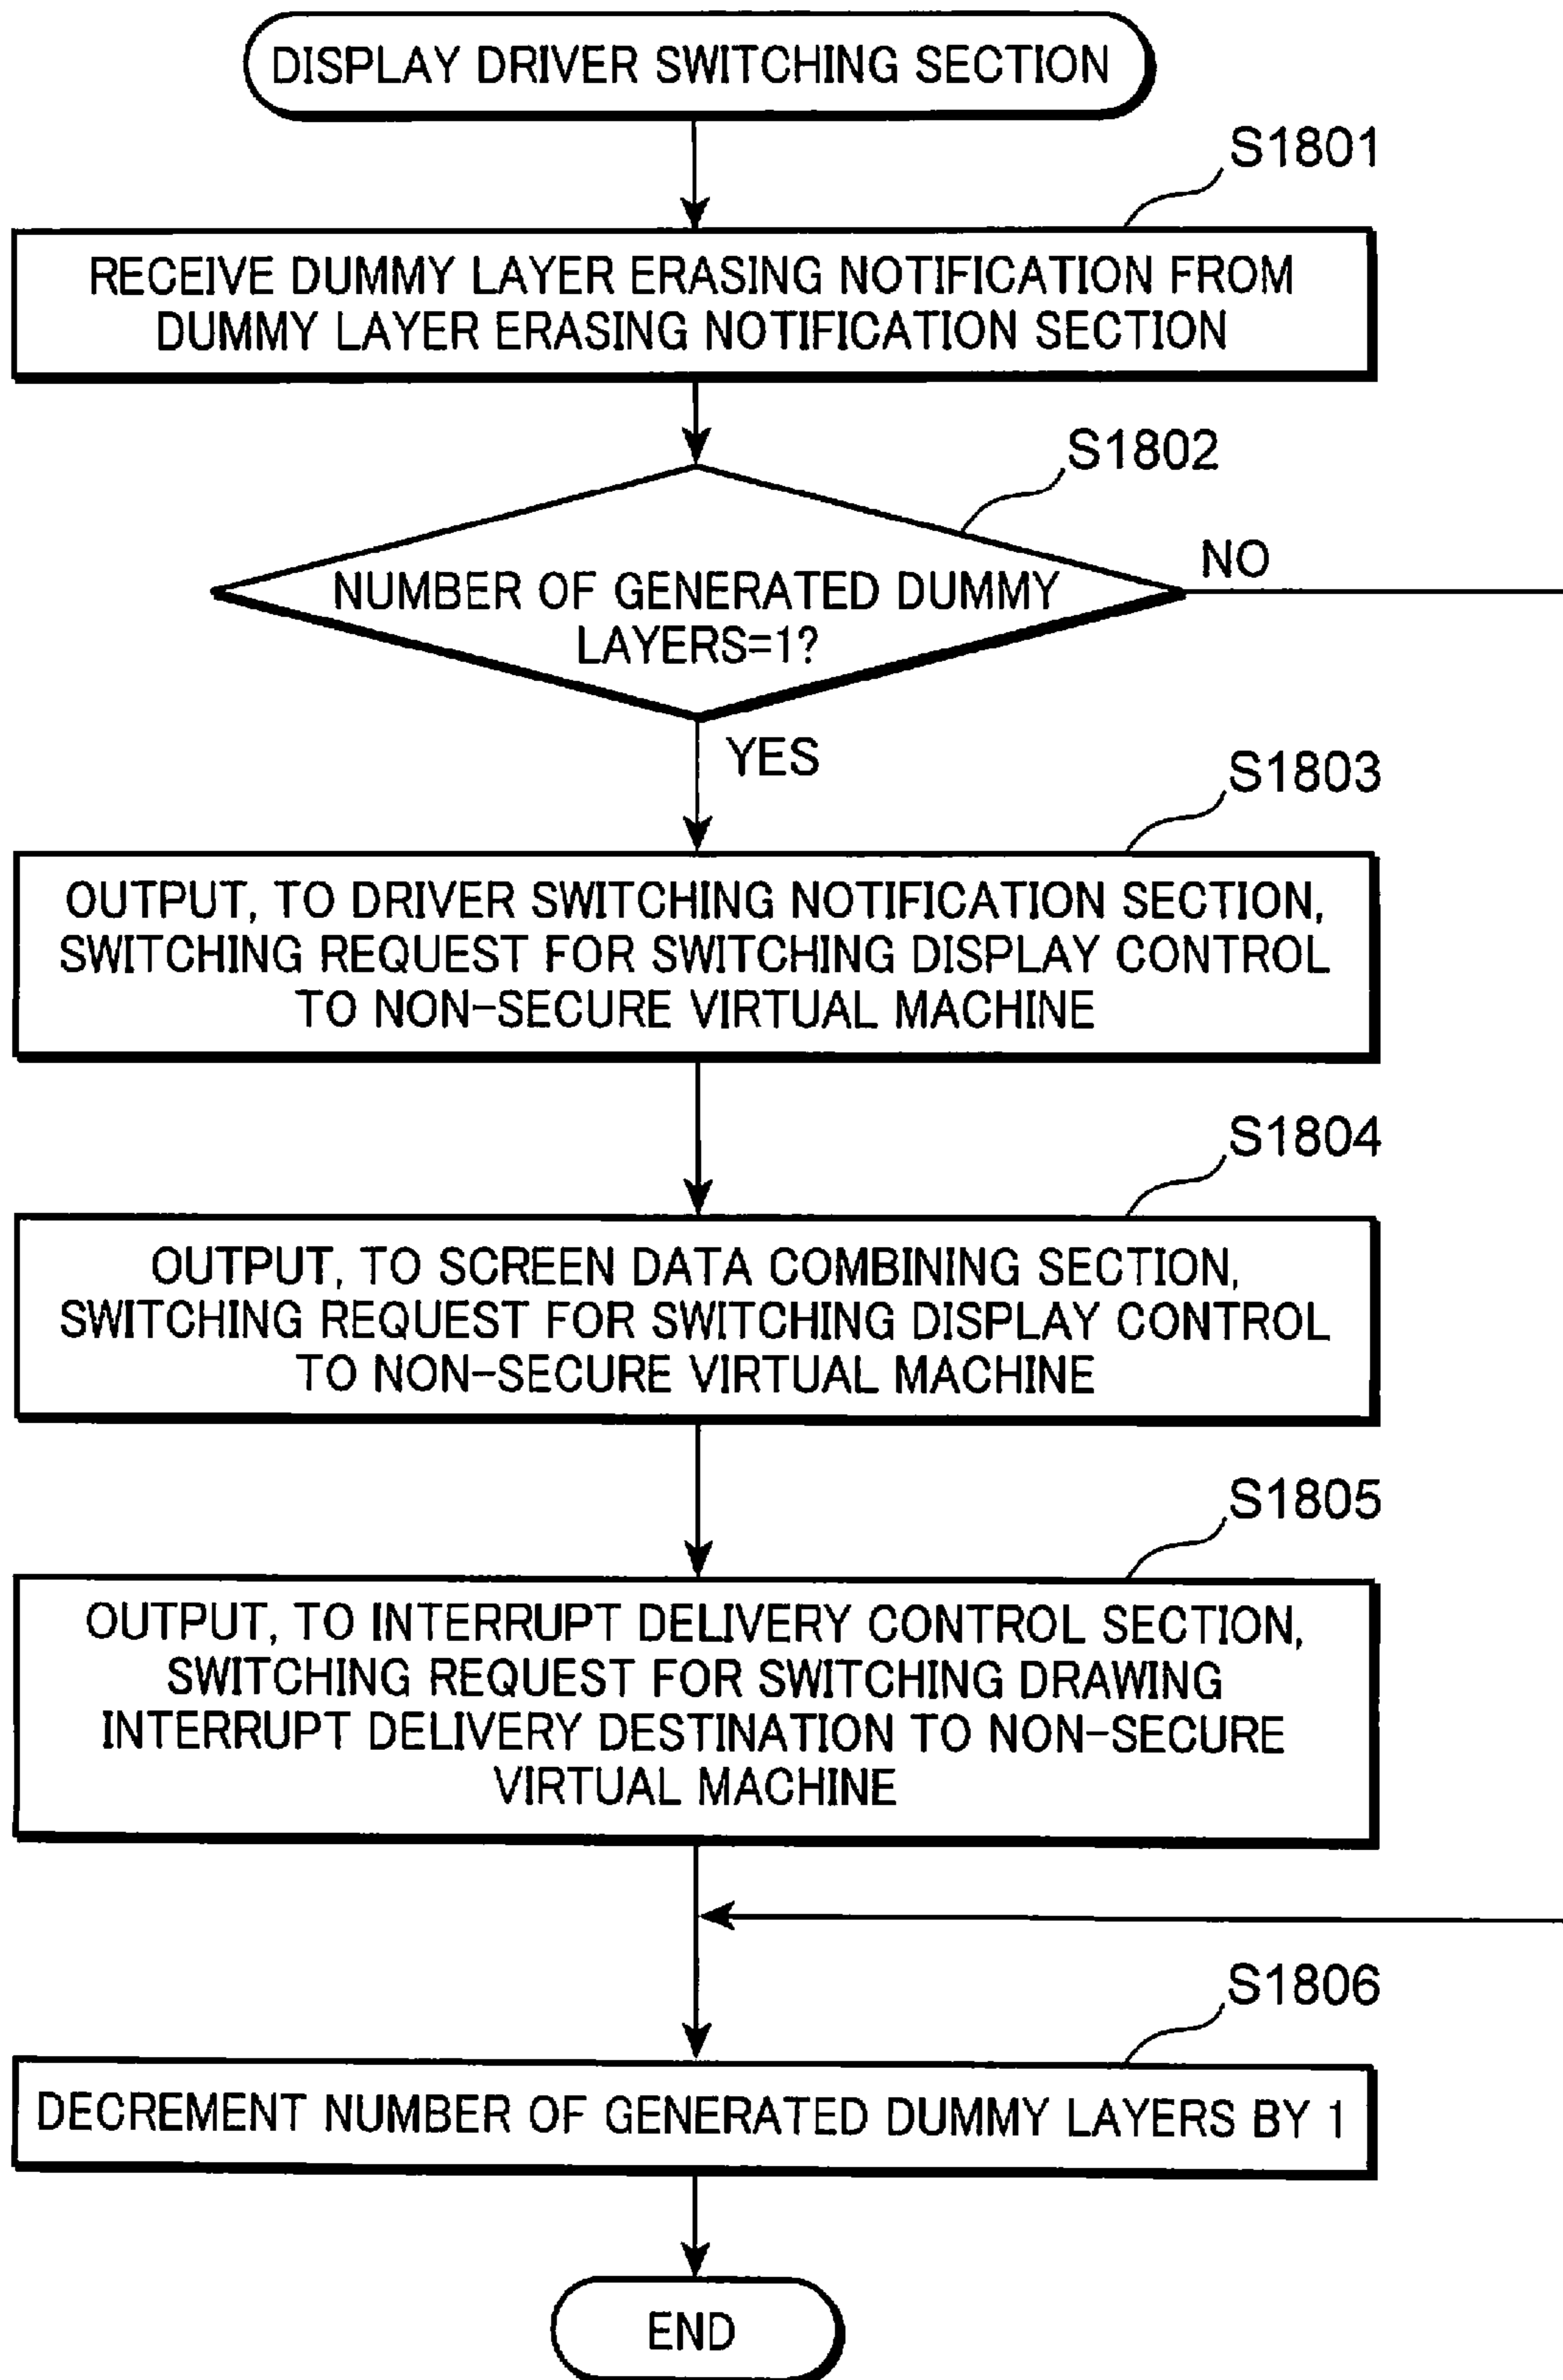 DISPLAY DRIVER SWITCHING SECTION
S1801
RECEIVE DUMMY LAYER ERASING NOTIFICATION FROM
DUMMY LAYER ERASING NOTIFICATION SECTION
S1802
NUMBER OF GENERATED DUMMY
LAYERS=1?
NO
YES
S1803
OUTPUT, TO DRIVER SWITCHING NOTIFICATION SECTION,
SWITCHING REQUEST FOR SWITCHING DISPLAY CONTROL
TO NON-SECURE VIRTUAL MACHINE
S1804
OUTPUT, TO SCREEN DATA COMBINING SECTION,
SWITCHING REQUEST FOR SWITCHING DISPLAY CONTROL
TO NON-SECURE VIRTUAL MACHINE
S1805
OUTPUT, TO INTERRUPT DELIVERY CONTROL SECTION,
SWITCHING REQUEST FOR SWITCHING DRAWING
INTERRUPT DELIVERY DESTINATION TO NON-SECURE
VIRTUAL MACHINE
S1806
DECREMENT NUMBER OF GENERATED DUMMY LAYERS BY 1
END